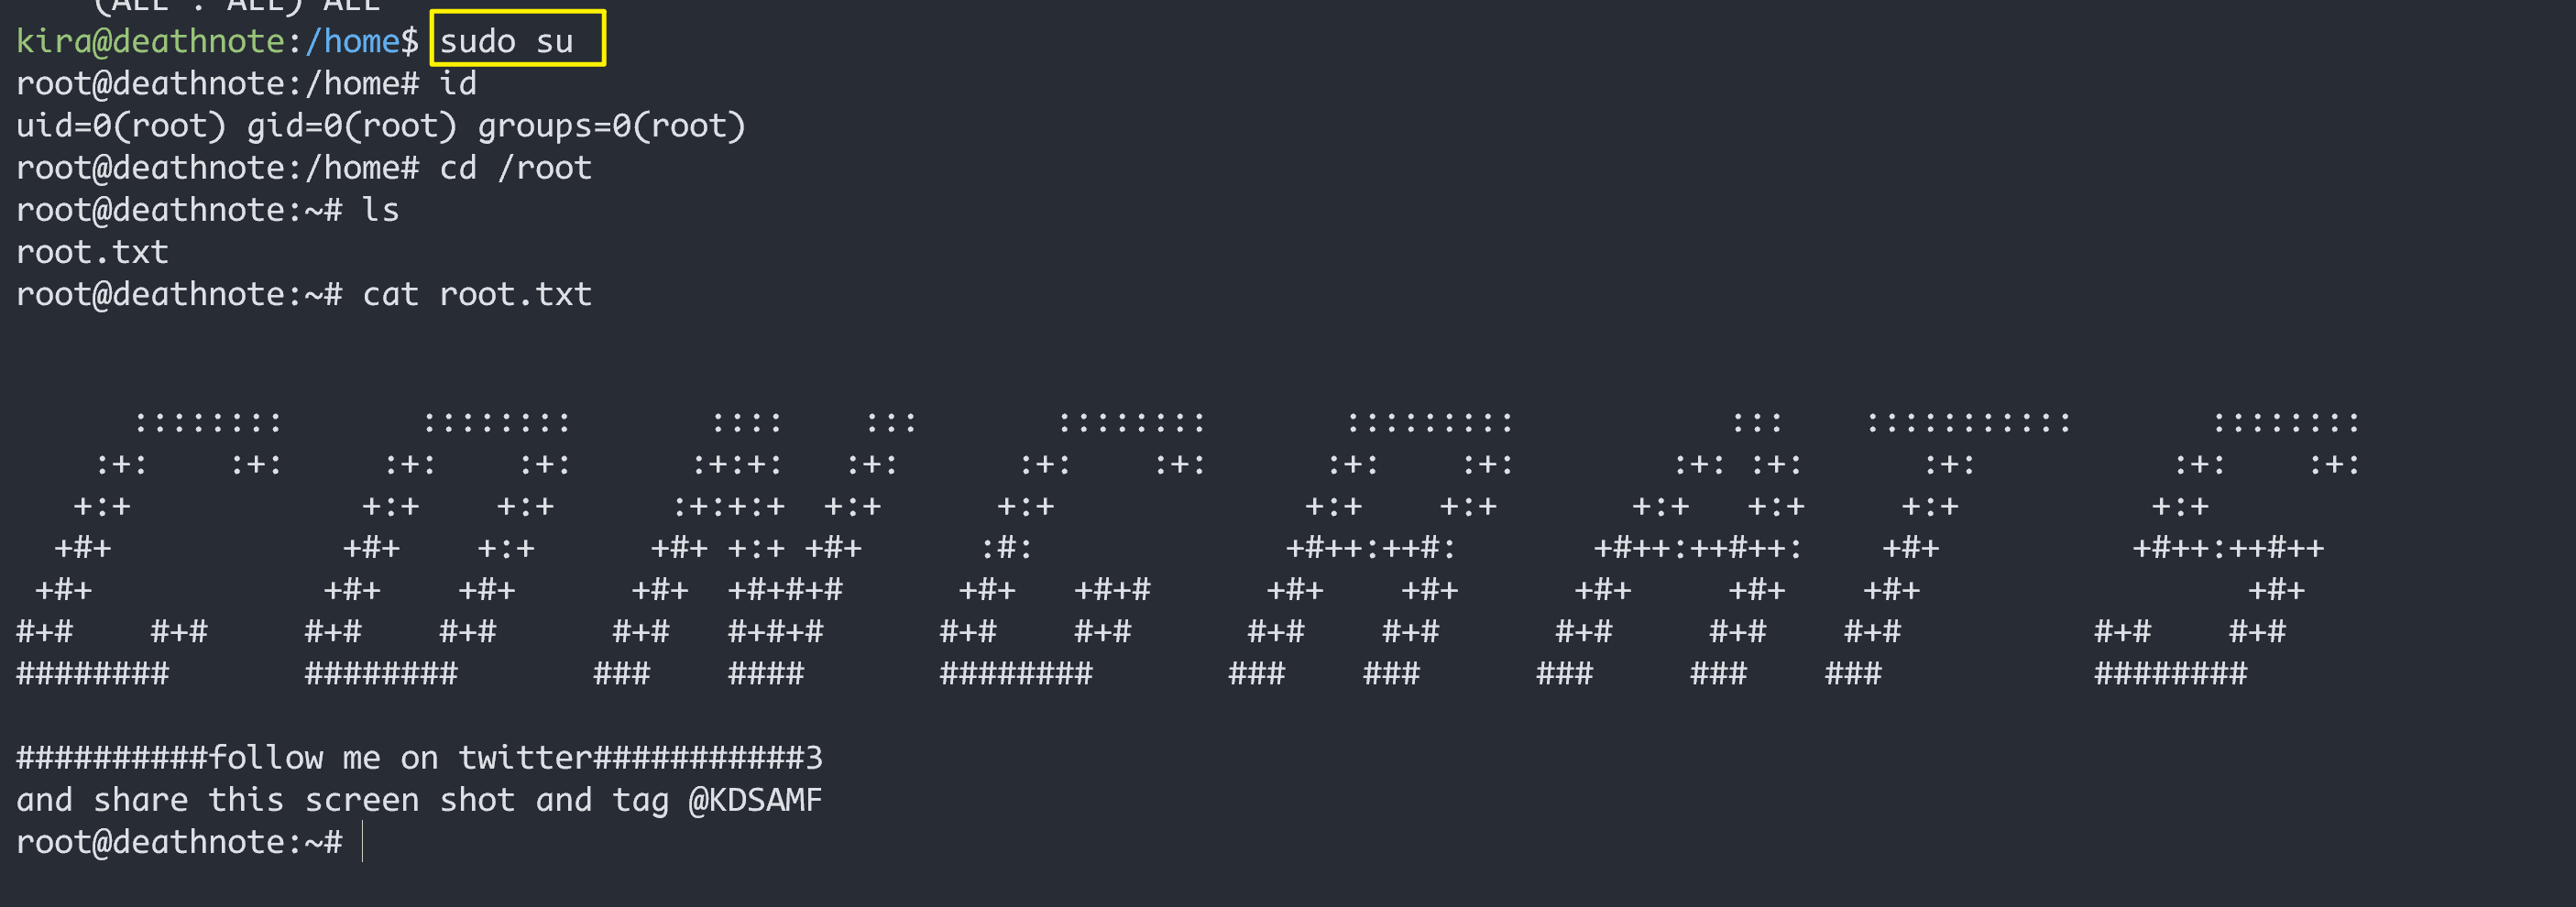 (ALL : ALL) ALL
kira@deathnote:/home$ sudo su
root@deathnote:/home# id
uid=0(root) gid=0(root) groups=0(root)
root@deathnote:/home# cd /root
root@deathnote:~# ls
root.txt
root@deathnote:~# cat root.txt
      ::::::::       ::::::::       ::::    :::       ::::::::       :::::::::           :::    :::::::::::       ::::::::
    :+:    :+:     :+:    :+:      :+:+:   :+:      :+:    :+:      :+:    :+:        :+: :+:      :+:          :+:    :+:
   +:+            +:+    +:+      :+:+:+  +:+      +:+             +:+    +:+      +:+   +:+     +:+          +:+
  +#+            +#+    +:+      +#+ +:+ +#+      :#:             +#++:++#:       +#++:++#++:    +#+          +#++:++#++
 +#+            +#+    +#+      +#+  +#+#+#      +#+   +#+#      +#+    +#+      +#+     +#+    +#+                 +#+
#+#    #+#     #+#    #+#      #+#   #+#+#      #+#    #+#      #+#    #+#      #+#     #+#    #+#          #+#    #+#
########       ########       ###    ####       ########       ###    ###      ###     ###    ###           ########
##########follow me on twitter###########3
and share this screen shot and tag @KDSAMF
root@deathnote:~#